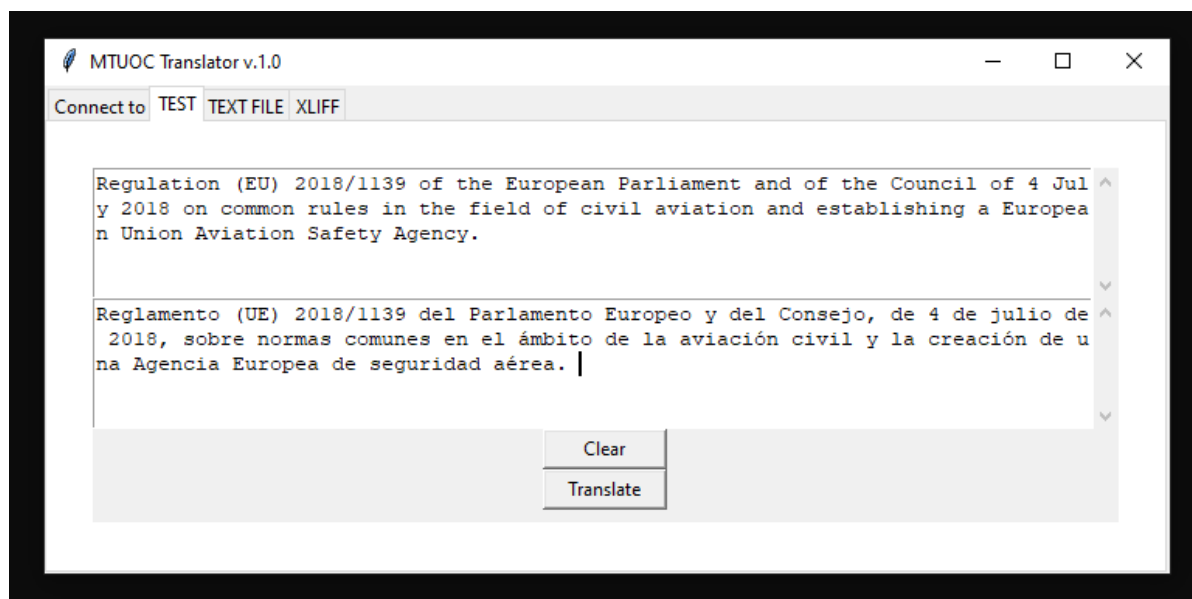 MTUOC Translator v.1.0
Connect to TEST TEXT FILE XLIFF
Regulation (EU) 2018/1139 of the European Parliament and of the Council of 4 Jul
y 2018 on common rules in the field of civil aviation and establishing a Europea
n Union Aviation Safety Agency.
Reglamento (UE) 2018/1139 del Parlamento Europeo y del Consejo, de 4 de julio de
2018, sobre normas comunes en el ámbito de la aviación civil y la creación de u
na Agencia Europea de seguridad aérea.
Clear
Translate